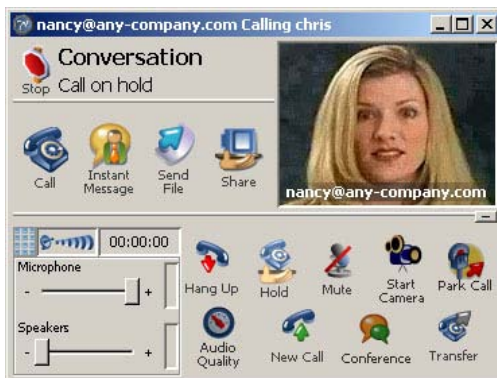 nancy@any-company.com Calling chris
Conversation
Stop Call on hold
Call
Instant
Message
Send
File
Share
nancy@any-company.com
00:00:00
Microphone
- +
Speakers
- +
Hang Up
Hold
Mute
Start
Camera
Park Call
Audio
Quality
New Call
Conference
Transfer